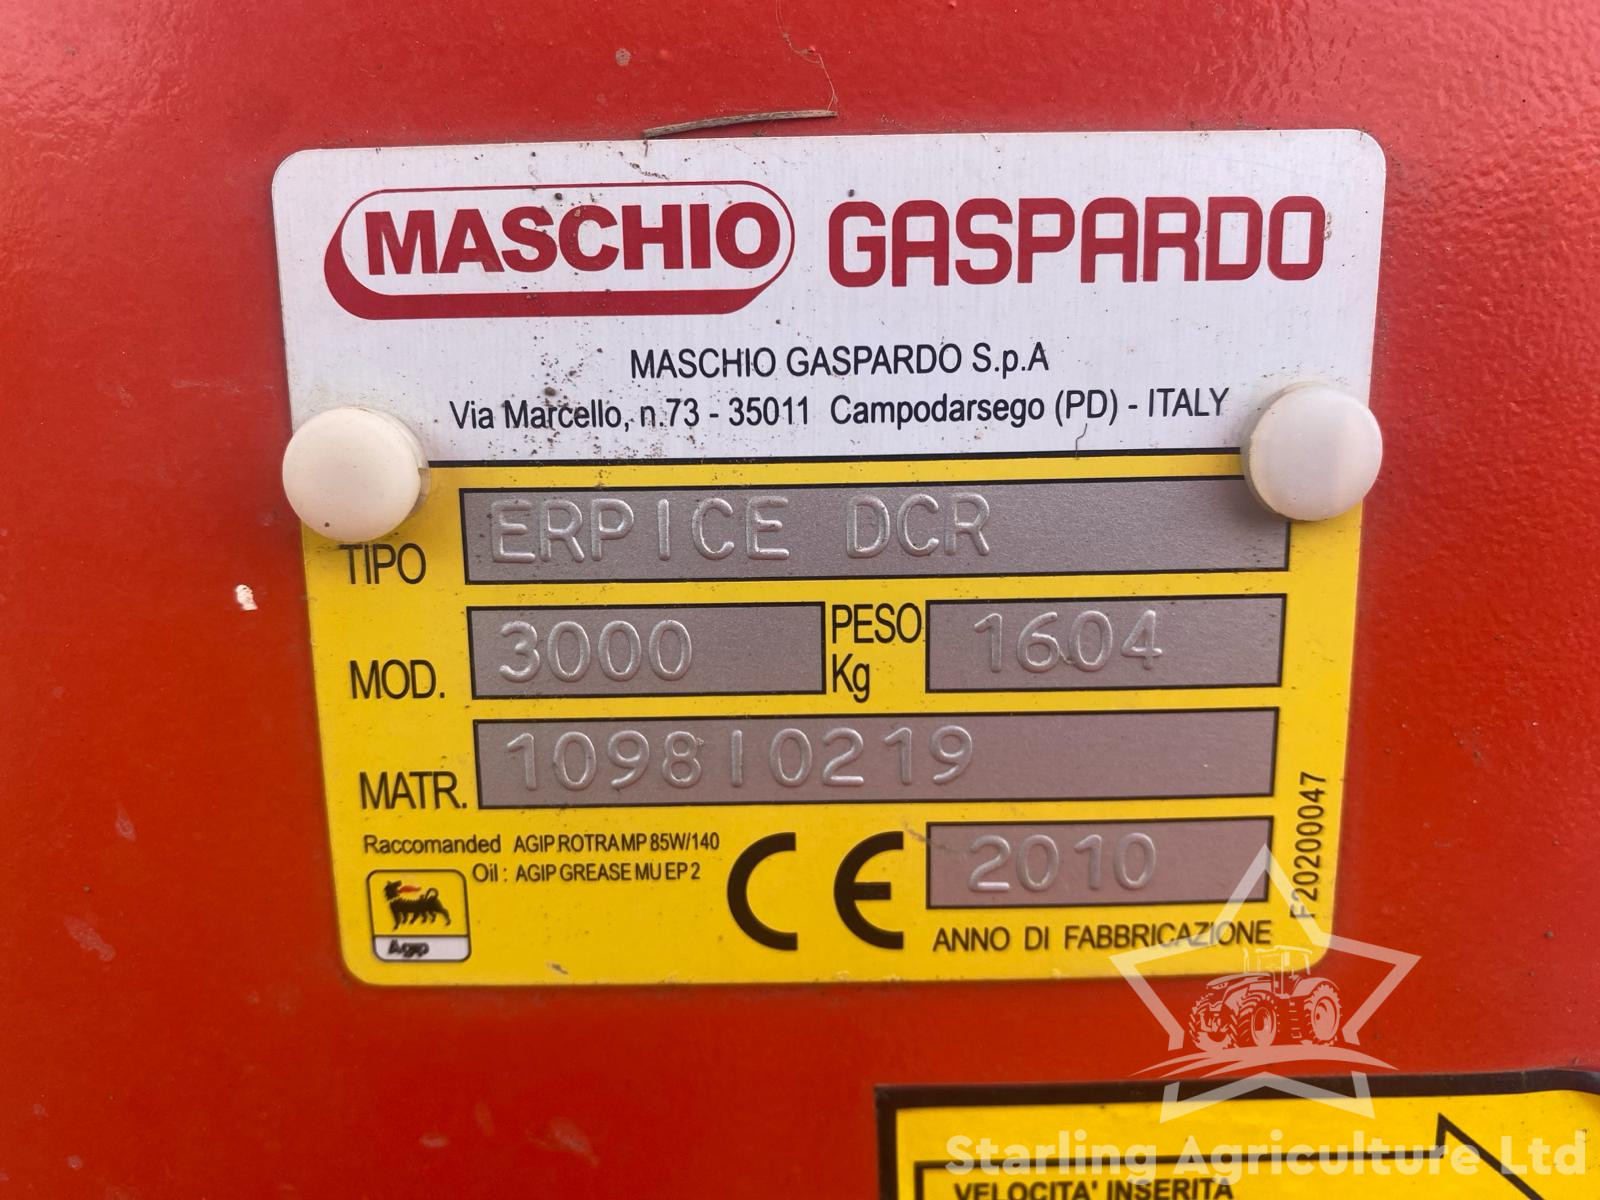 MASCHIO GASPARDO
MASCHIO GASPARDO S.p.A
Via Marcello, n.73 - 35011 Campodarsego (PD) - ITALY
TIPO ERPICE DCR
MOD. 3000 PESO Kg 1604
MATR. 109810219
Raccomanded AGIP ROTRA MP 85W/140
Oil : AGIP GREASE MU EP 2
Agip
CE
2010
ANNO DI FABBRICAZIONE
F20200047
Starling Agriculture Ltd
VELOCITA' INSERITA